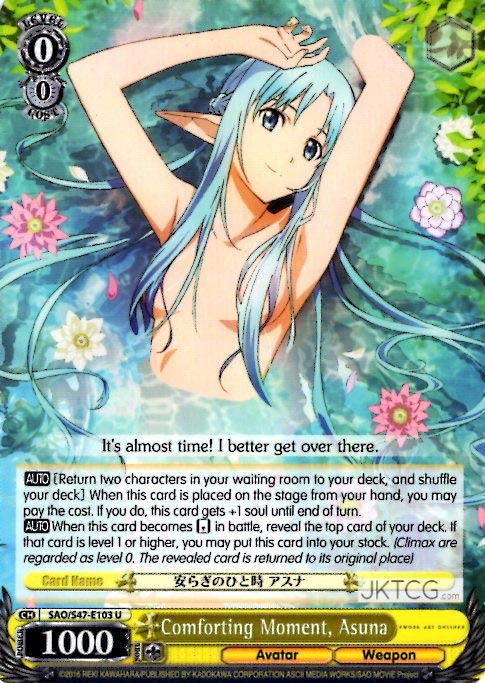 LEVEL
0
0
COST
It's almost time! I better get over there.
AUTO [Return two characters in your waiting room to your deck, and shuffle
your deck] When this card is placed on the stage from your hand, you may
pay the cost. If you do, this card gets +1 soul until end of turn.
AUTO When this card becomes [・] in battle, reveal the top card of your deck. If
that card is level 1 or higher, you may put this card into your stock. (Climax are
regarded as level 0. The revealed card is returned to its original place)
Card Name 安らぎのひと時 アスナ
JKTCG.com
CH SAO/S47-E103 U
POWER 1000 SOUL Comforting Moment, Asuna SWORD ART ONLINE
Avatar Weapon
©2016 REKI KAWAHARA/PUBLISHED BY KADOKAWA CORPORATION ASCII MEDIA WORKS/SAO MOVIE Project